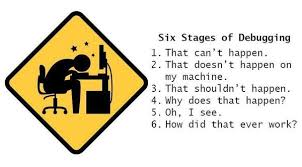 Six Stages of Debugging
1. That can't happen.
2. That doesn't happen on
my machine.
3. That shouldn't happen.
4. Why does that happen?
5. Oh, I see.
6. How did that ever work?